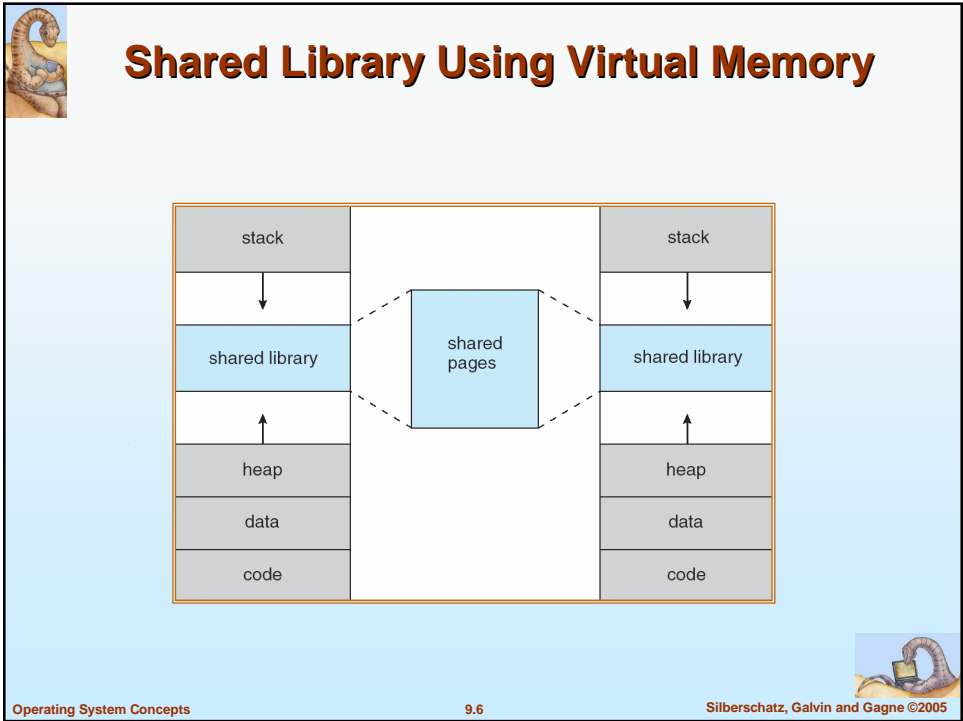 Shared Library Using Virtual Memory
stack
stack
shared library
shared
pages
shared library
heap
heap
data
data
code
code
Operating System Concepts
9.6
Silberschatz, Galvin and Gagne ©2005